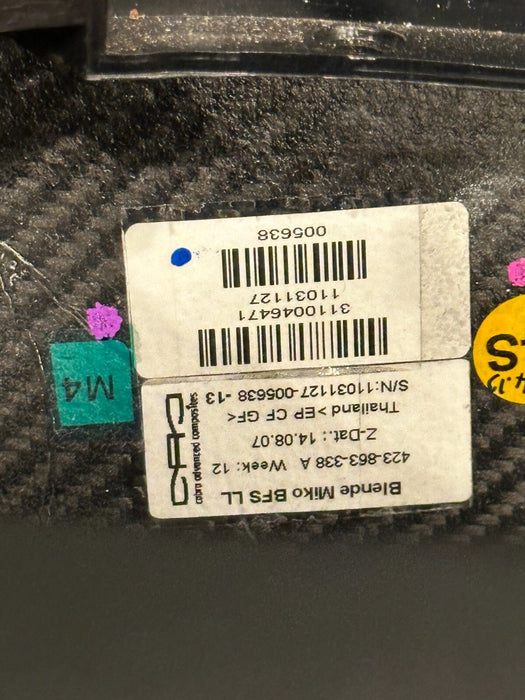 Blende Miko BFS LL
423-863-338 A Week: 12
Z-Dat.: 14.08.07
Thailand >EP CF GF<
S/N:11031127-005638 -13
CAC
cobra advanced composites
3110046471
11031127
005638
M4